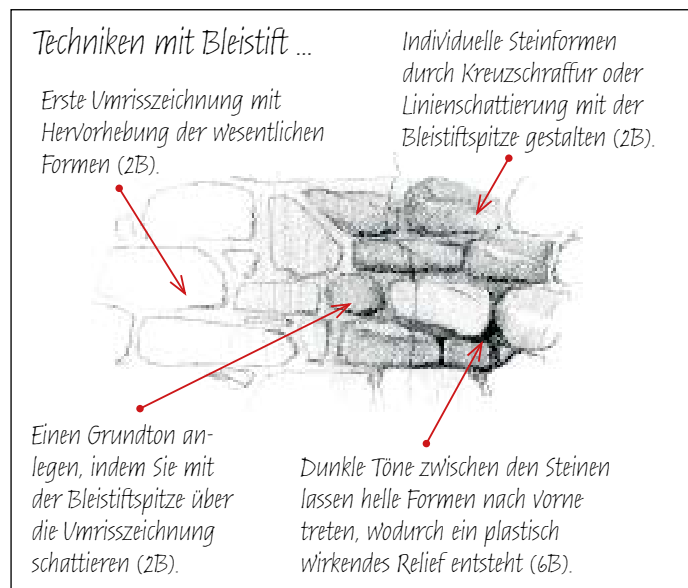 Techniken mit Bleistift ...
Erste Umrisszeichnung mit
Hervorhebung der wesentlichen
Formen (2B).
Individuelle Steinformen
durch Kreuzschraffur oder
Linienschattierung mit der
Bleistiftspitze gestalten (2B).
Einen Grundton an-
legen, indem Sie mit
der Bleistiftspitze über
die Umrisszeichnung
schattieren (2B).
Dunkle Töne zwischen den Steinen
lassen helle Formen nach vorne
treten, wodurch ein plastisch
wirkendes Relief entsteht (6B).